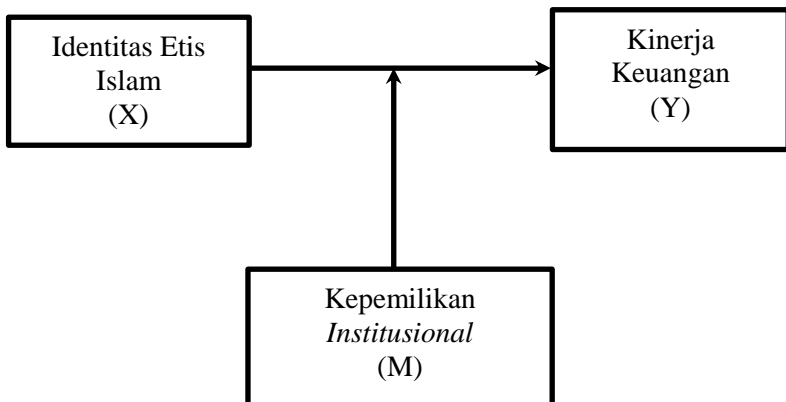 Identitas Etis
Islam
(X)
Kinerja
Keuangan
(Y)
Kepemilikan
Institusional
(M)